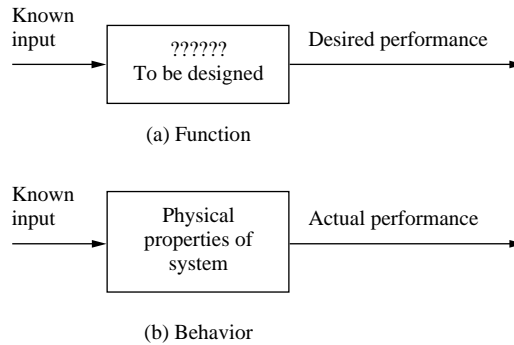 Known
input
??????
To be designed
Desired performance
(a) Function
Known
input
Physical
properties of
system
Actual performance
(b) Behavior